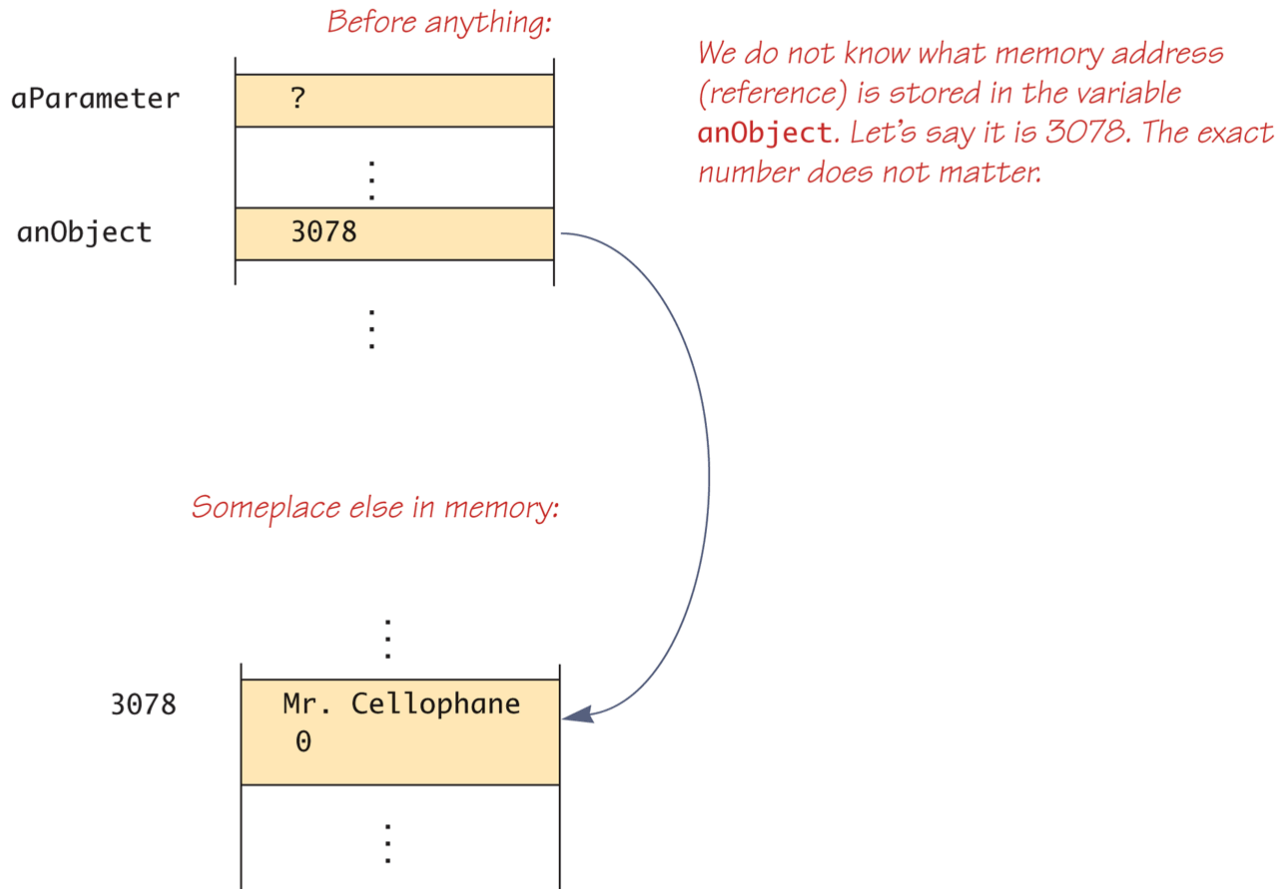 Before anything:
We do not know what memory address
(reference) is stored in the variable
anObject. Let's say it is 3078. The exact
number does not matter.
aParameter
?
anObject
3078
Someplace else in memory:
3078
Mr. Cellophane
0